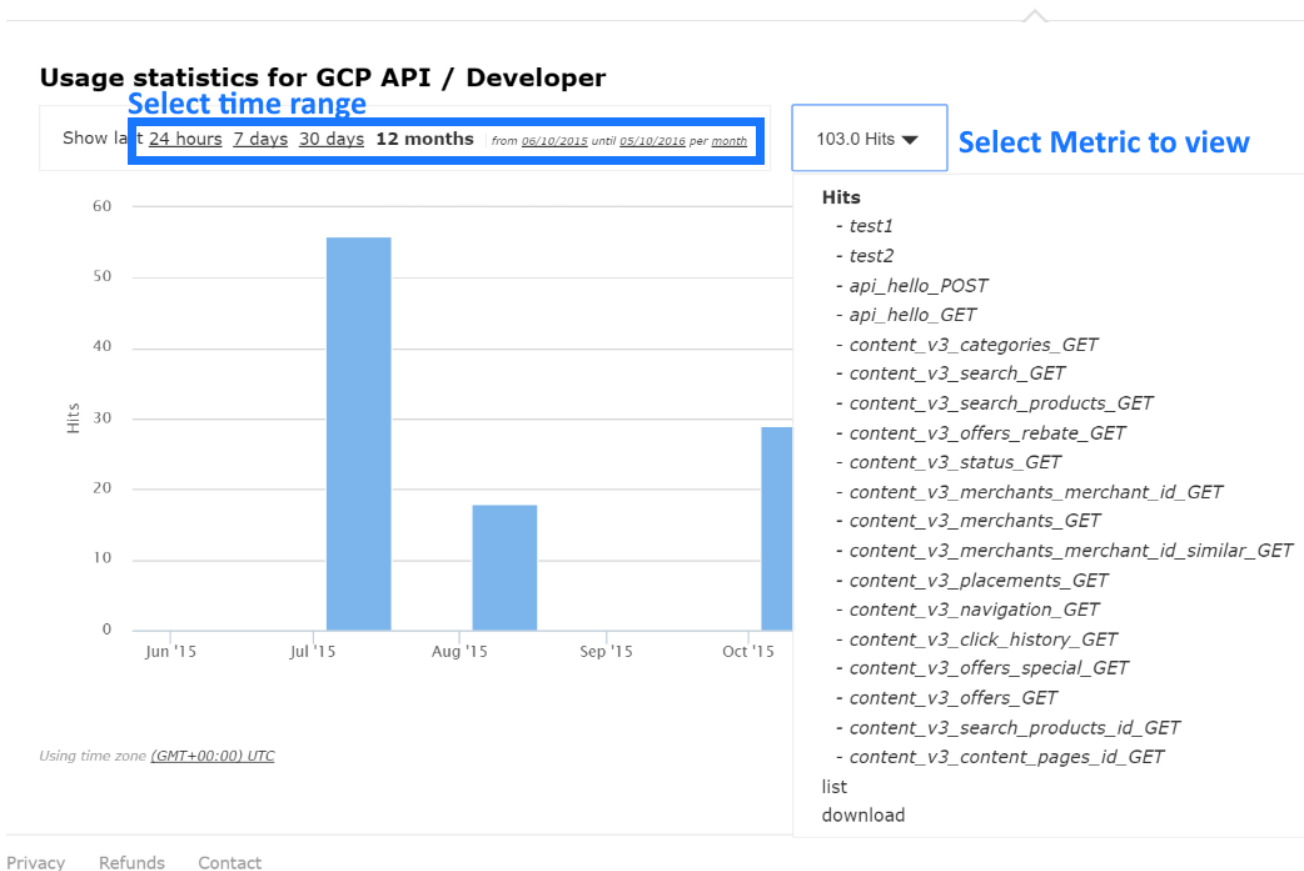 Usage statistics for GCP API / Developer
Select time range
Show last 24 hours 7 days 30 days 12 months from 06/10/2015 until 05/10/2016 per month
103.0 Hits
Select Metric to view
60
50
40
30
20
10
0
Hits
Jun '15 Jul '15 Aug '15 Sep '15 Oct '15
Using time zone (GMT+00:00) UTC
Hits
- test1
- test2
- api_hello_POST
- api_hello_GET
- content_v3_categories_GET
- content_v3_search_GET
- content_v3_search_products_GET
- content_v3_offers_rebate_GET
- content_v3_status_GET
- content_v3_merchants_merchant_id_GET
- content_v3_merchants_GET
- content_v3_merchants_merchant_id_similar_GET
- content_v3_placements_GET
- content_v3_navigation_GET
- content_v3_click_history_GET
- content_v3_offers_special_GET
- content_v3_offers_GET
- content_v3_search_products_id_GET
- content_v3_content_pages_id_GET
list
download
Privacy Refunds Contact